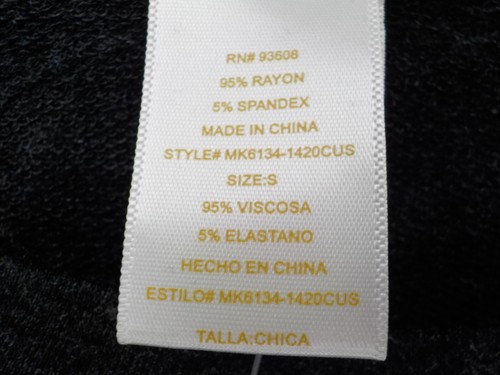 RN# 93608
95% RAYON
5% SPANDEX
MADE IN CHINA
STYLE# MK6134-1420CUS
SIZE:S
95% VISCOSA
5% ELASTANO
HECHO EN CHINA
ESTILO# MK6134-1420CUS
TALLA:CHICA